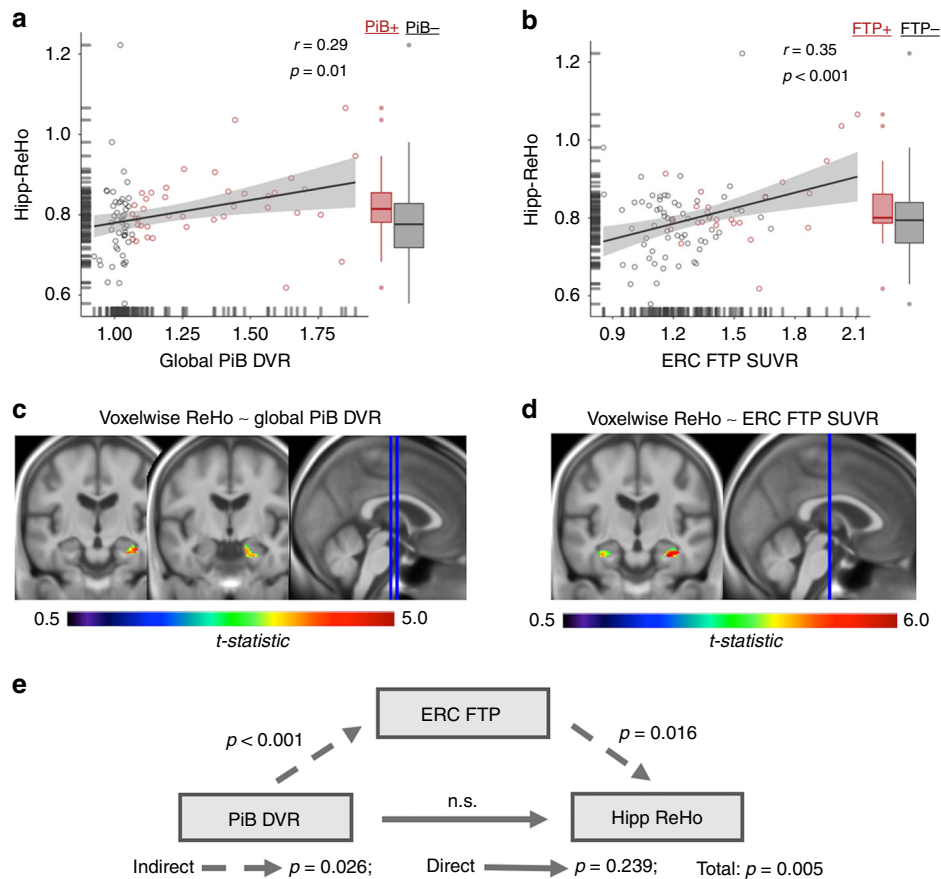 a
PiB+ PiB–
r = 0.29
p = 0.01
Hipp-ReHo
1.2
1.0
0.8
0.6
1.00 1.25 1.50 1.75
Global PiB DVR
b
FTP+ FTP–
r = 0.35
p < 0.001
Hipp-ReHo
1.2
1.0
0.8
0.6
0.9 1.2 1.5 1.8 2.1
ERC FTP SUVR
c
Voxelwise ReHo ~ global PiB DVR
0.5 5.0
t-statistic
d
Voxelwise ReHo ~ ERC FTP SUVR
0.5 6.0
t-statistic
e
ERC FTP
p < 0.001
p = 0.016
n.s.
PiB DVR
Hipp ReHo
Indirect p = 0.026; Direct p = 0.239; Total: p = 0.005